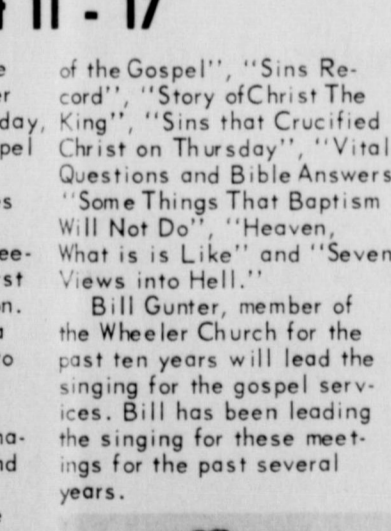 11 - 17
of the Gospel", "Sins Re-
cord", "Story of Christ The
King", "Sins that Crucified
Christ on Thursday", "Vital
Questions and Bible Answers
"Some Things That Baptism
Will Not Do", "Heaven,
What is is Like" and "Seven
Views into Hell."
Bill Gunter, member of
the Wheeler Church for the
past ten years will lead the
singing for the gospel serv-
ices. Bill has been leading
the singing for these meet-
ings for the past several
years.